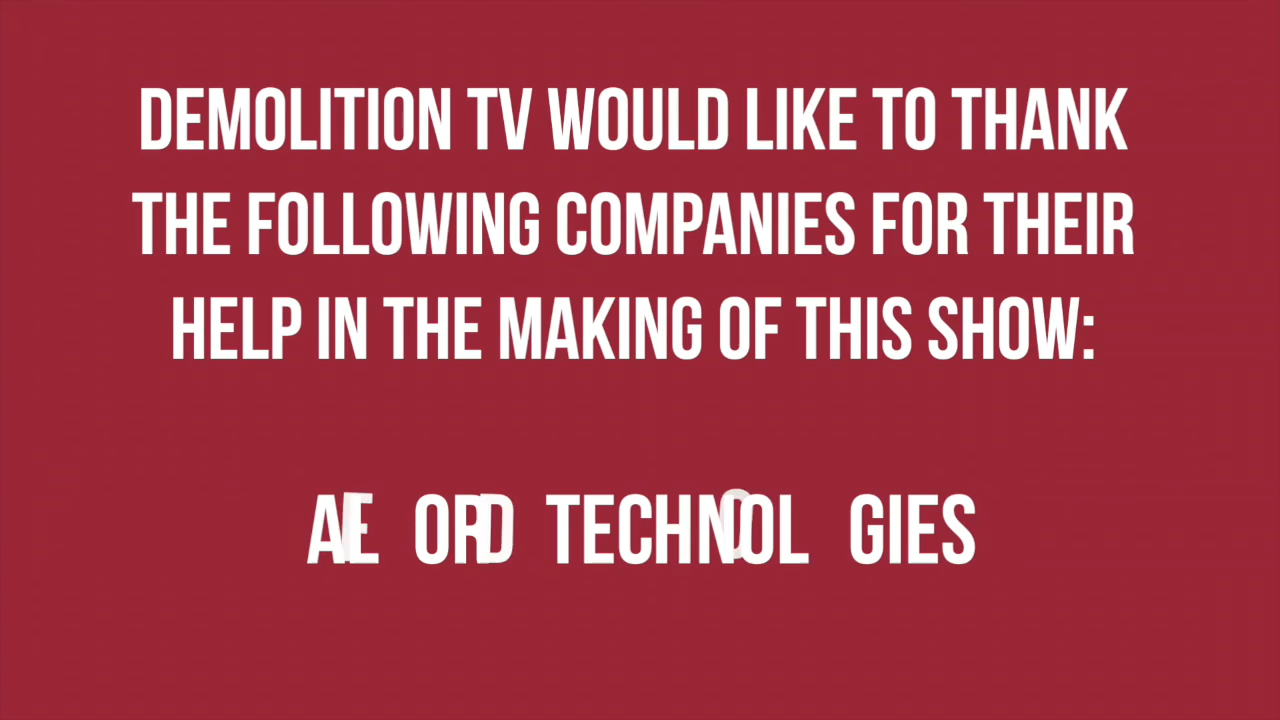 DEMOLITION TV WOULD LIKE TO THANK
THE FOLLOWING COMPANIES FOR THEIR
HELP IN THE MAKING OF THIS SHOW: